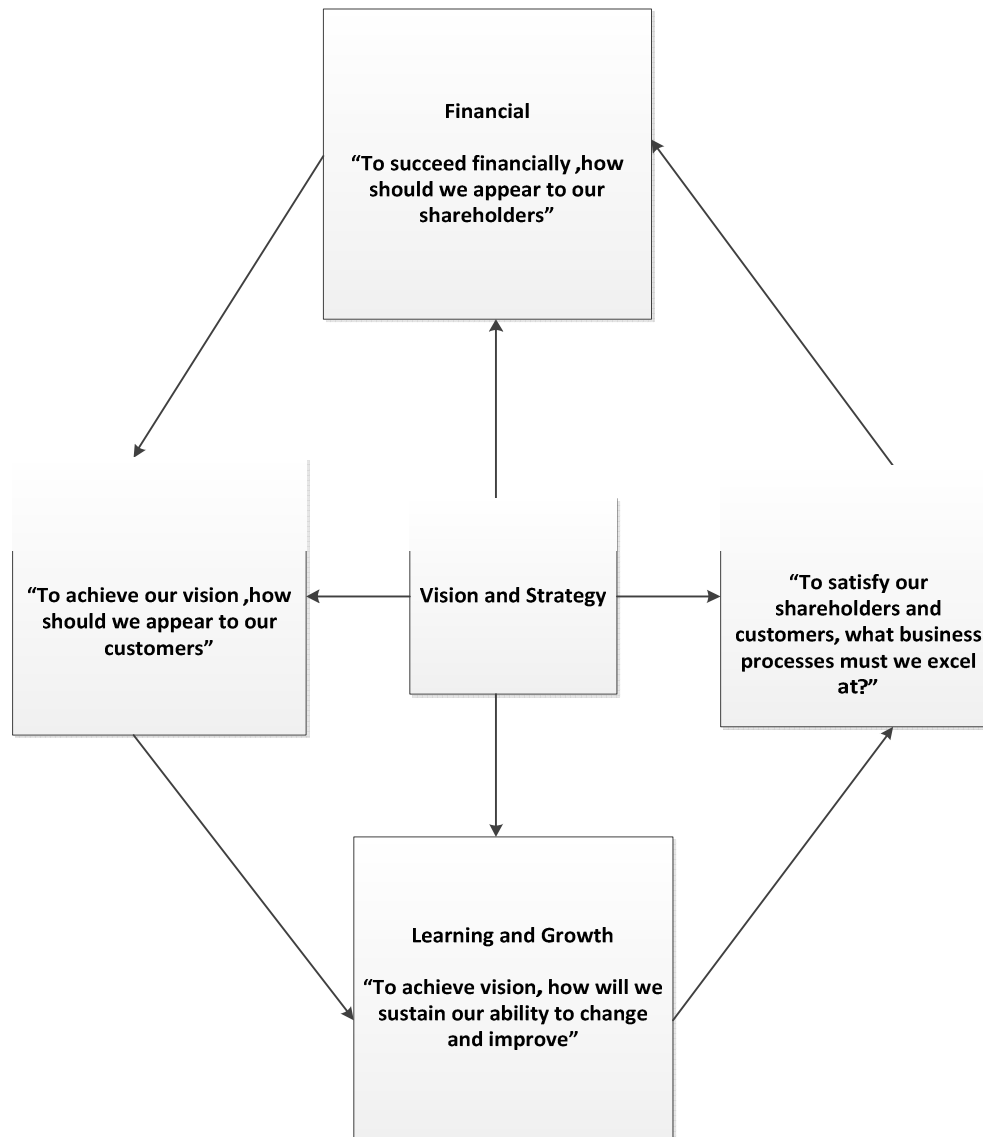 Financial
“To succeed financially ,how
should we appear to our
shareholders”
“To achieve our vision ,how
should we appear to our
customers”
Vision and Strategy
“To satisfy our
shareholders and
customers, what business
processes must we excel
at?”
Learning and Growth
“To achieve vision, how will we
sustain our ability to change
and improve”